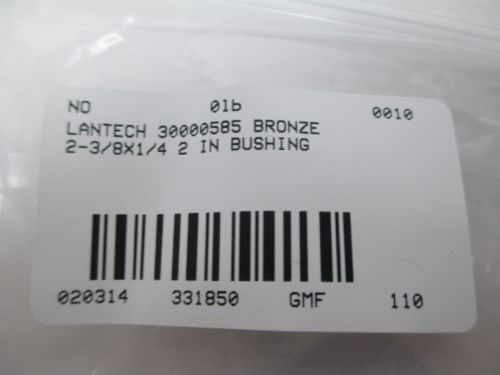 NO 01b 0010
LANTECH 30000585 BRONZE
2-3/8X1/4 2 IN BUSHING
020314 331850 GMF 110